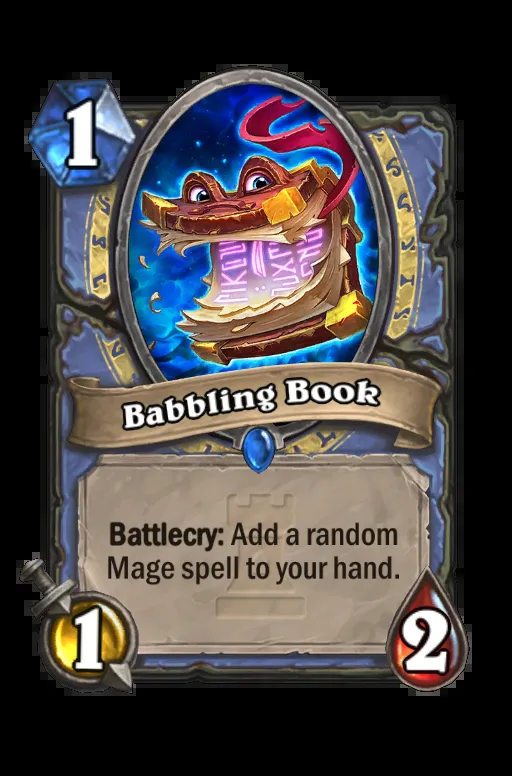 1
Babbling Book
Battlecry: Add a random
Mage spell to your hand.
1
2